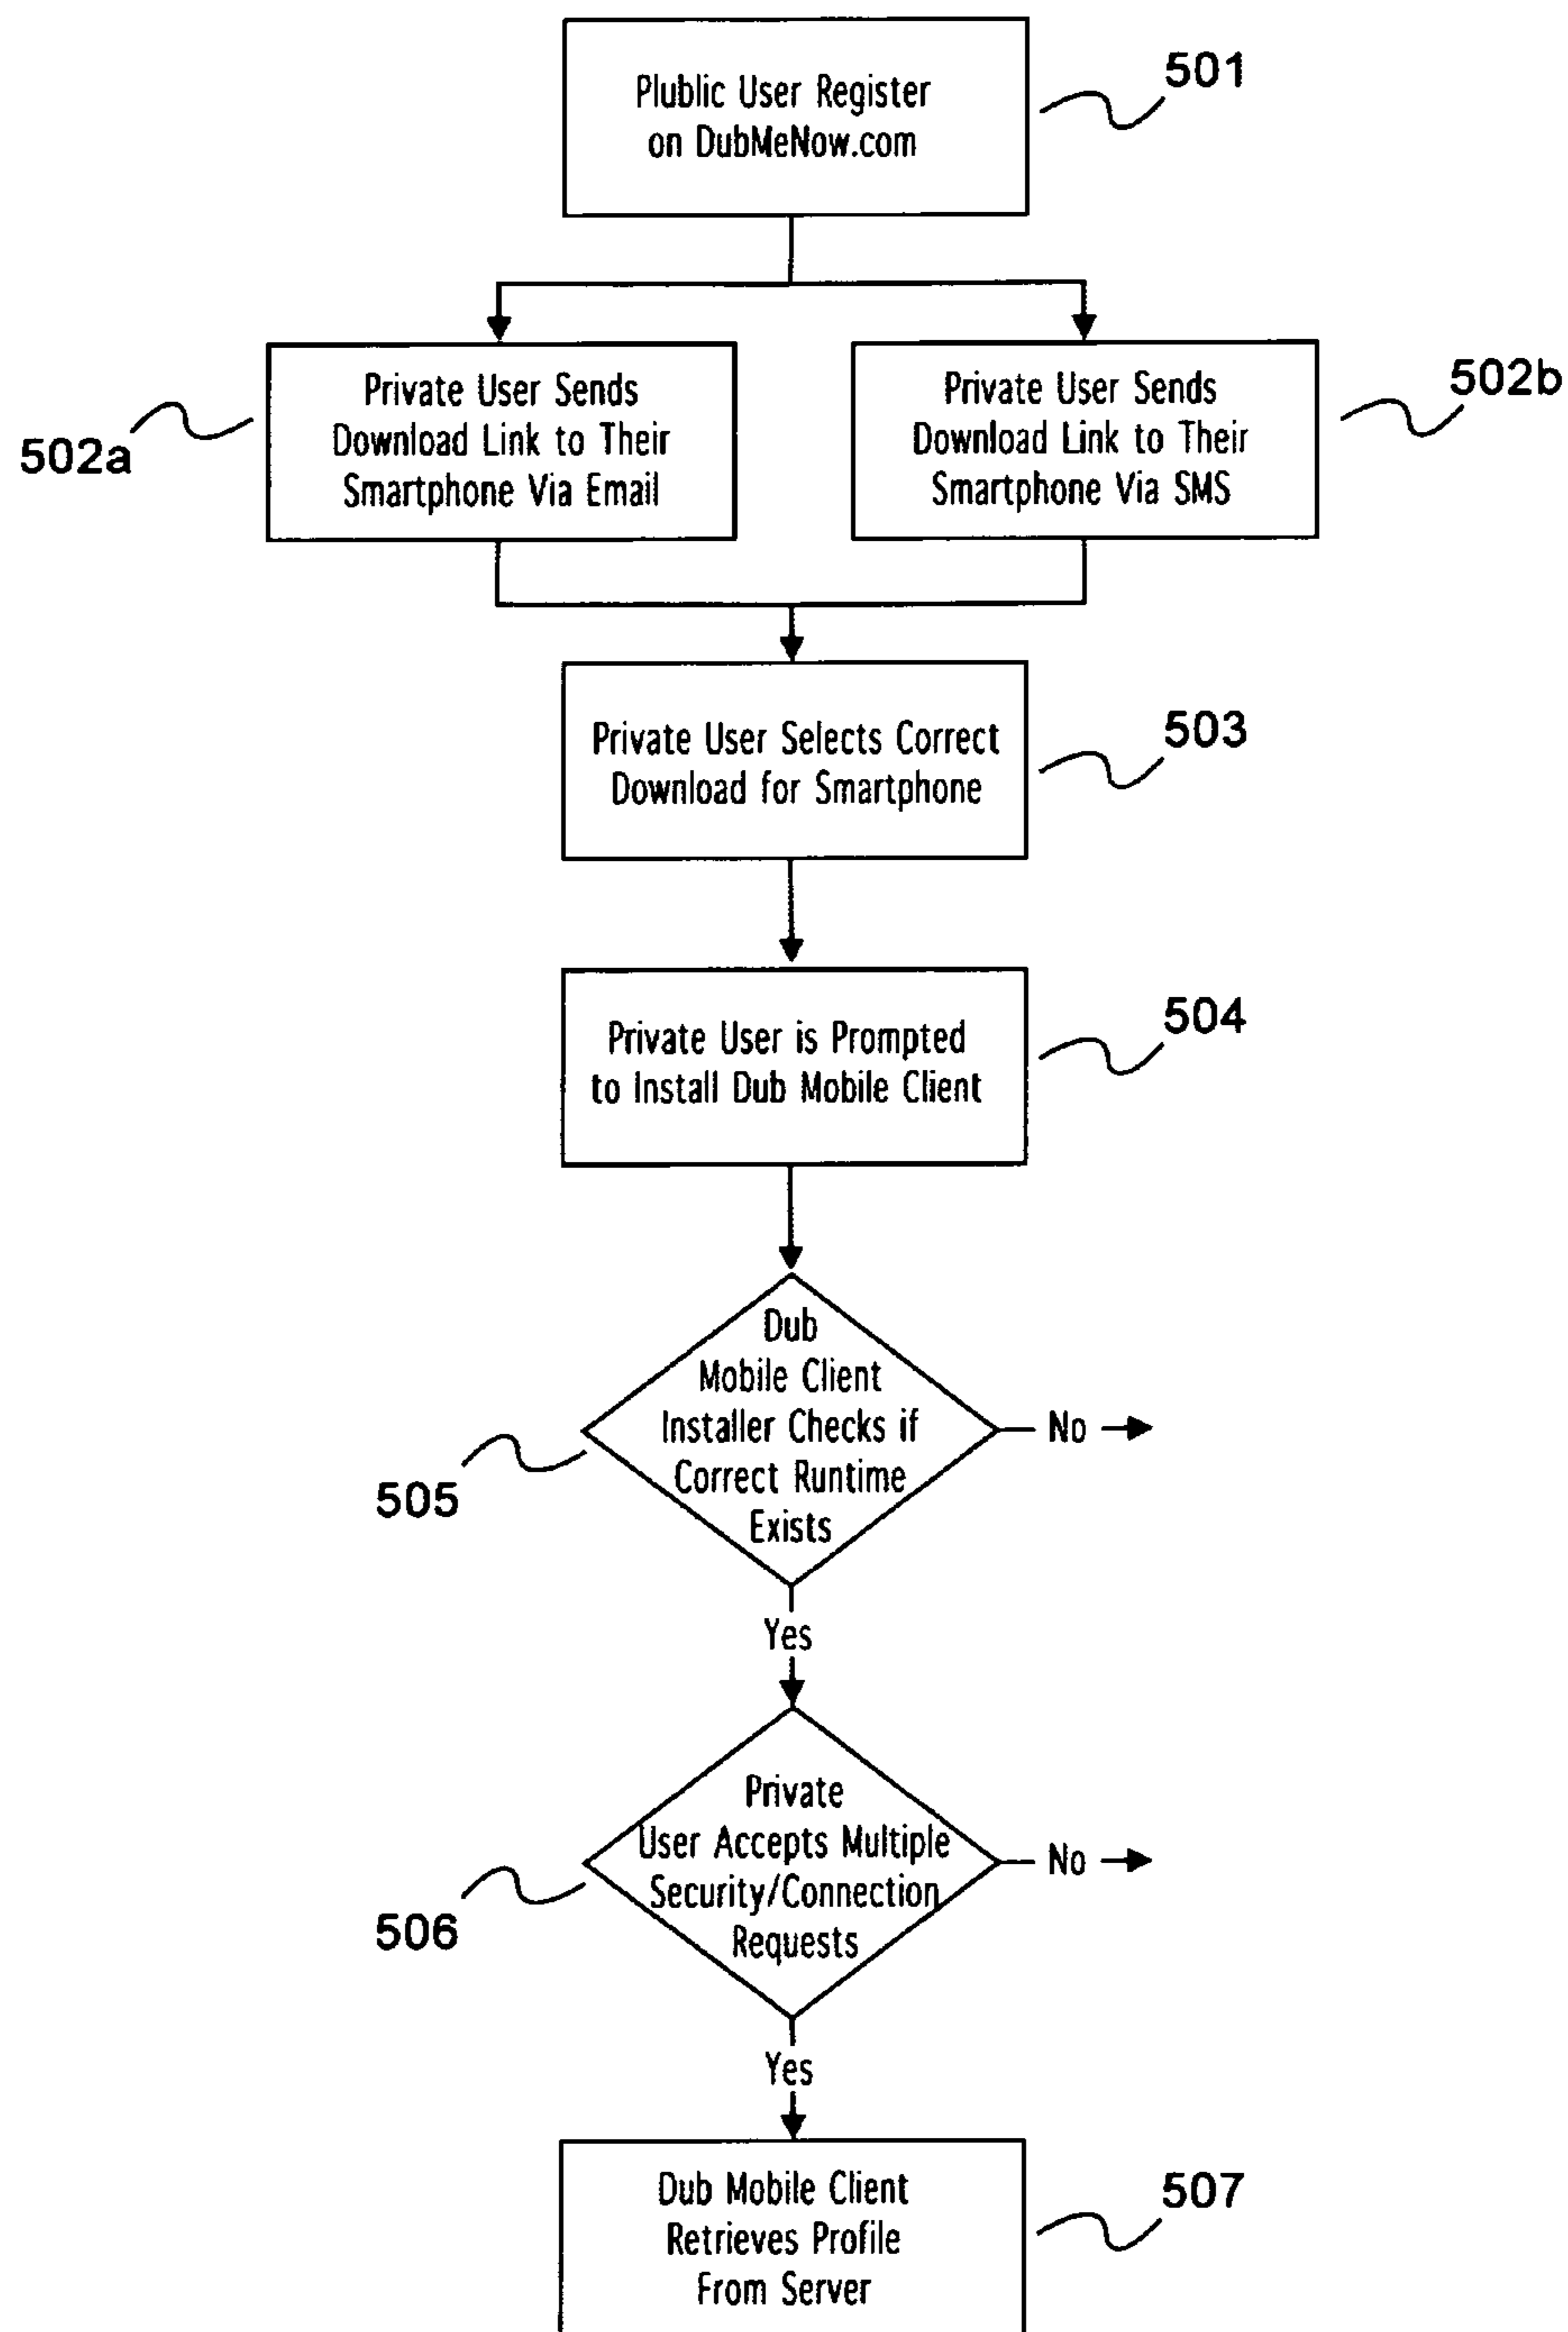 Plublic User Register
on DubMeNow.com
501
Private User Sends
Download Link to Their
Smartphone Via Email
502a
Private User Sends
Download Link to Their
Smartphone Via SMS
502b
Private User Selects Correct
Download for Smartphone
503
Private User is Prompted
to Install Dub Mobile Client
504
Dub
Mobile Client
Installer Checks if
Correct Runtime
Exists
505
No
Yes
Private
User Accepts Multiple
Security/Connection
Requests
506
No
Yes
Dub Mobile Client
Retrieves Profile
From Server
507